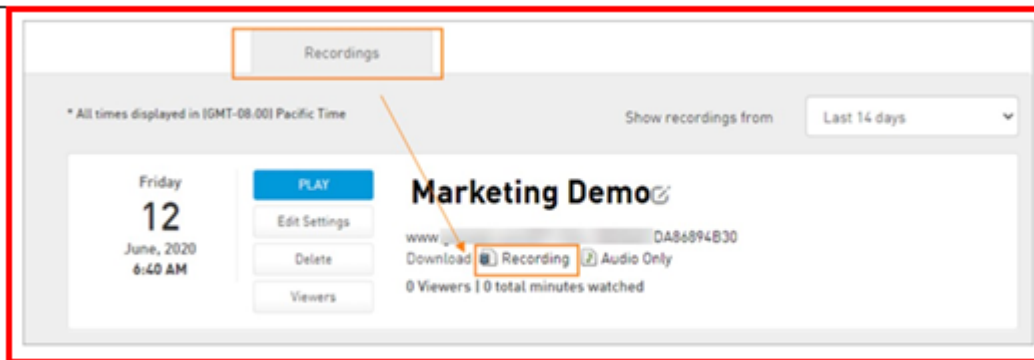 Recordings
* All times displayed in (GMT-08:00) Pacific Time
Show recordings from
Last 14 days
Friday
12
June, 2020
6:40 AM
PLAY
Edit Settings
Delete
Viewers
Marketing Demo
www DA86894B30
Download Recording Audio Only
0 Viewers | 0 total minutes watched